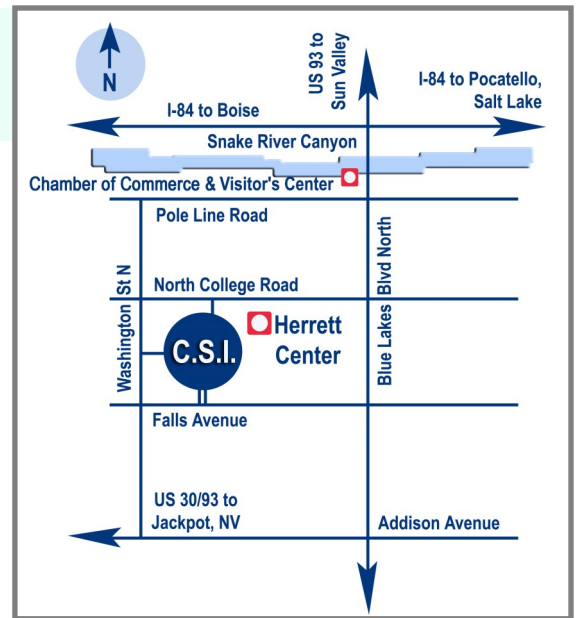 N
US 93 to
Sun Valley
I-84 to Pocatello,
Salt Lake
I-84 to Boise
Snake River Canyon
Chamber of Commerce & Visitor's Center
Pole Line Road
Washington St N
North College Road
Blue Lakes Blvd North
C.S.I.
Herrett
Center
Falls Avenue
US 30/93 to
Jackpot, NV
Addison Avenue